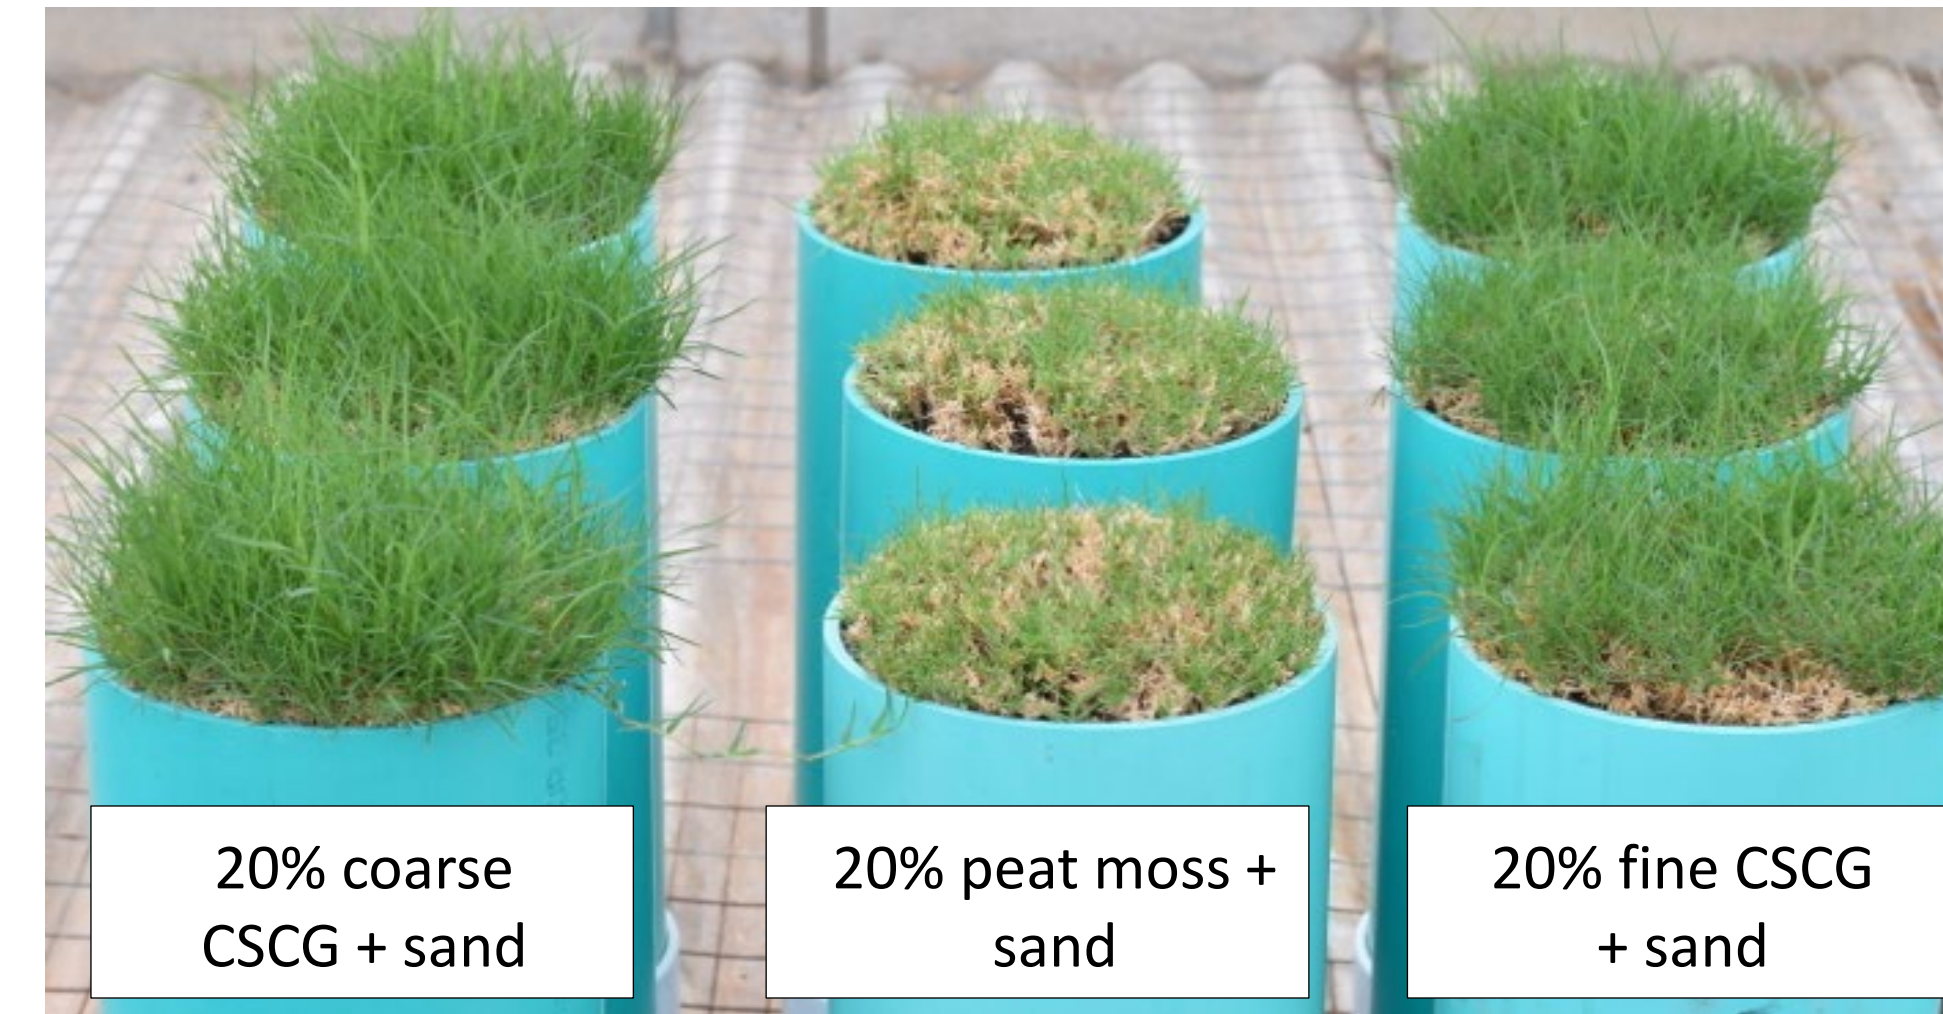 20% coarse
CSCG + sand
20% peat moss +
sand
20% fine CSCG
+ sand